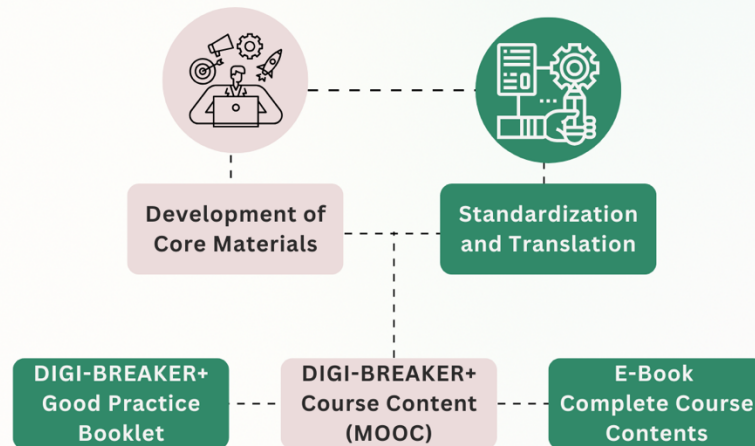 Development of
Core Materials
Standardization
and Translation
DIGI-BREAKER+
Good Practice
Booklet
DIGI-BREAKER+
Course Content
(MOOC)
E-Book
Complete Course
Contents